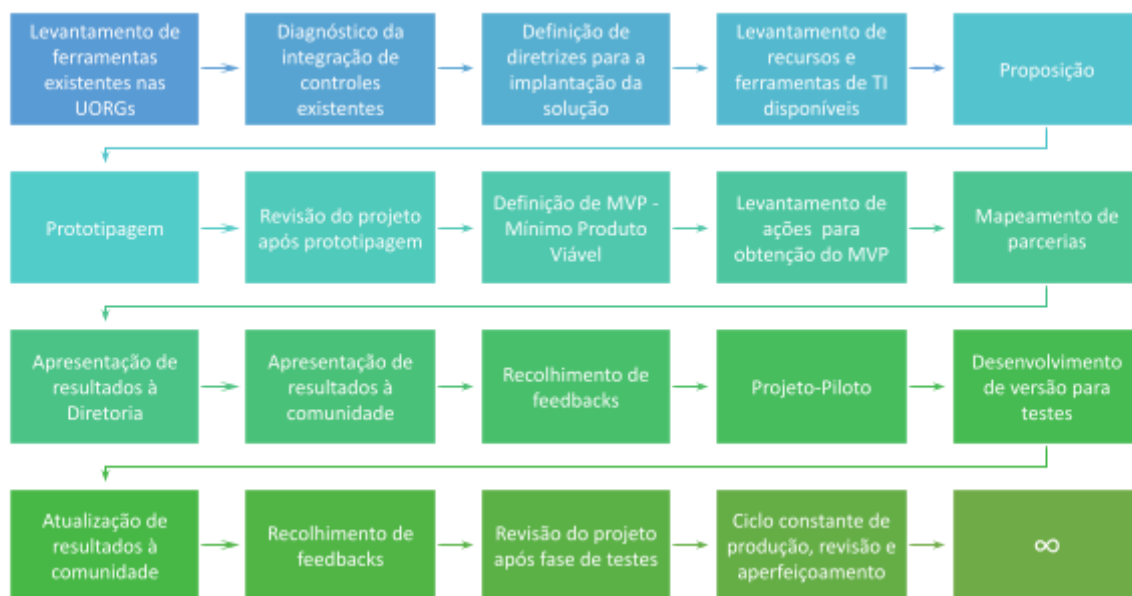 Levantamento de
ferramentas
existentes nas
UORGs
Diagnóstico da
integração de
controles
existentes
Definição de
diretrizes para a
implantação da
solução
Levantamento de
recursos e
ferramentas de TI
disponíveis
Proposição
Prototipagem
Revisão do projeto
após prototipagem
Definição de MVP -
Mínimo Produto
Viável
Levantamento de
ações para
obtenção do MVP
Mapeamento de
parcerias
Apresentação de
resultados à
Diretoria
Apresentação de
resultados à
comunidade
Recolhimento de
feedbacks
Projeto-Piloto
Desenvolvimento
de versão para
testes
Atualização de
resultados à
comunidade
Recolhimento de
feedbacks
Revisão do projeto
após fase de testes
Ciclo constante de
produção, revisão e
aperfeiçoamento
∞